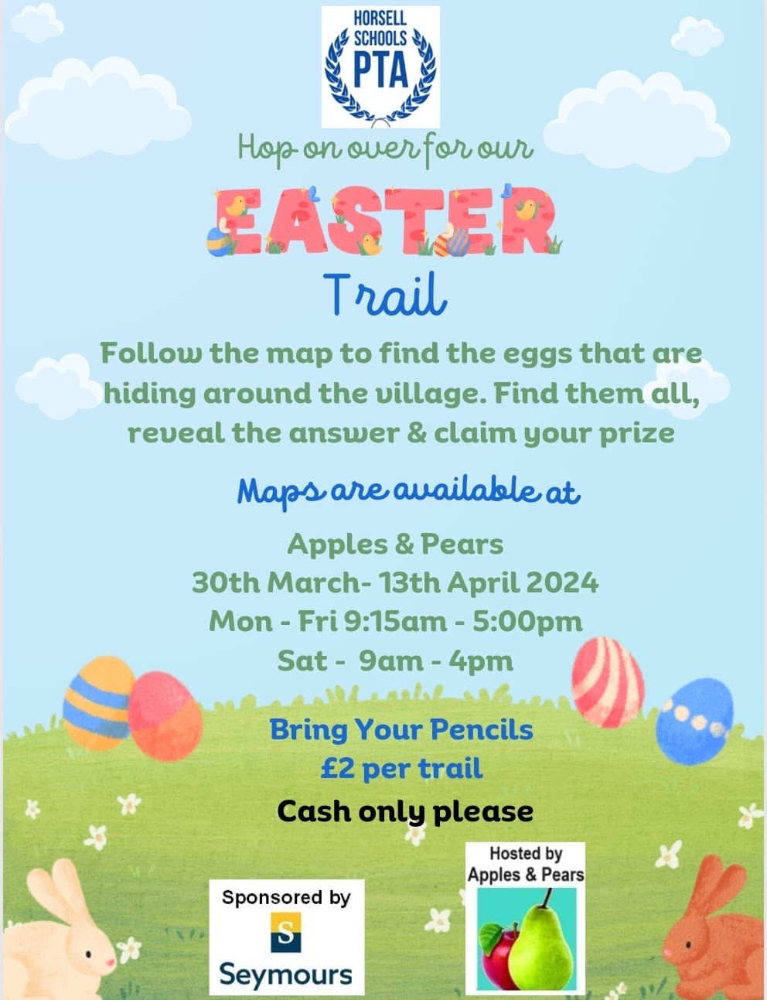 HORSELL
SCHOOLS
PTA
Hop on over for our
EASTER
Trail
Follow the map to find the eggs that are
hiding around the village. Find them all,
reveal the answer & claim your prize
Maps are available at
Apples & Pears
30th March- 13th April 2024
Mon - Fri 9:15am - 5:00pm
Sat - 9am - 4pm
Bring Your Pencils
£2 per trail
Cash only please
Sponsored by
S
Seymours
Hosted by
Apples & Pears